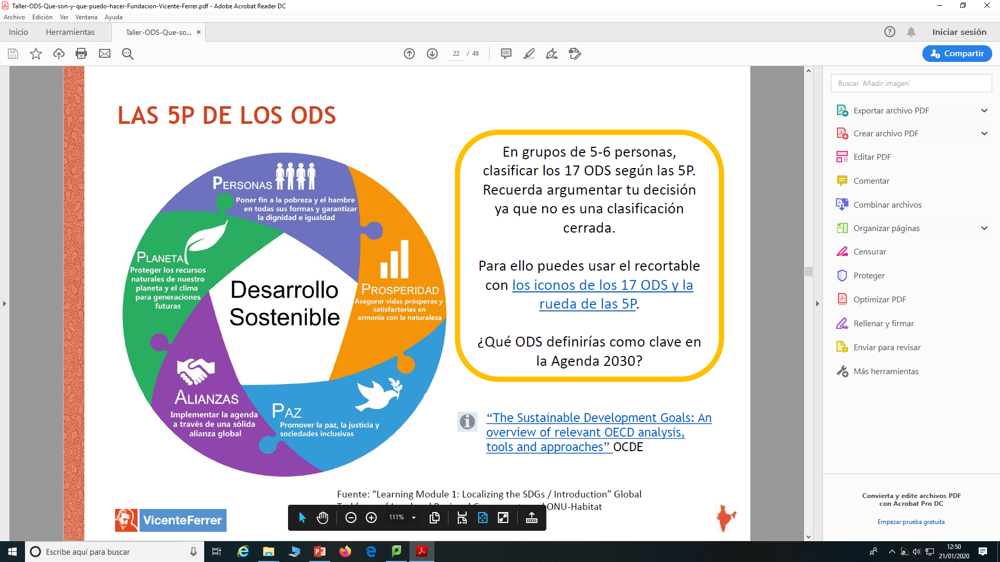 Taller-ODS-Que-son-y-que-puedo-hacer-Fundacion-Vicente-Ferrer.pdf - Adobe Acrobat Reader DC
Archivo Edición Ver Ventana Ayuda
Inicio Herramientas Taller-ODS-Que-so... Iniciar sesión
22 / 49 Compartir
LAS 5P DE LOS ODS
PERSONAS
Poner fin a la pobreza y el hambre
en todas sus formas y garantizar
la dignidad e igualdad
PLANETA
Proteger los recursos
naturales de nuestro
planeta y el clima
para generaciones
futuras
Desarrollo
Sostenible
PROSPERIDAD
Asegurar vidas prósperas y
satisfactorias en
armonía con la naturaleza
ALIANZAS
Implementar la agenda
a través de una sólida
alianza global
PAZ
Promover la paz, la justicia y
sociedades inclusivas
En grupos de 5-6 personas,
clasificar los 17 ODS según las 5P.
Recuerda argumentar tu decisión
ya que no es una clasificación
cerrada.
Para ello puedes usar el recortable
con los iconos de los 17 ODS y la
rueda de las 5P.
¿Qué ODS definirías como clave en
la Agenda 2030?
“The Sustainable Development Goals: An
overview of relevant OECD analysis,
tools and approaches” OCDE
Fuente: “Learning Module 1: Localizing the SDGs / Introduction” Global
ONU-Habitat
VicenteFerrer
111%
Buscar 'Añadir imagen'
Exportar archivo PDF
Crear archivo PDF
Editar PDF
Comentar
Combinar archivos
Organizar páginas
Censurar
Proteger
Optimizar PDF
Rellenar y firmar
Enviar para revisar
Más herramientas
Convierta y edite archivos PDF
con Acrobat Pro DC
Empezar prueba gratuita
Escribe aquí para buscar
12:50
21/01/2020